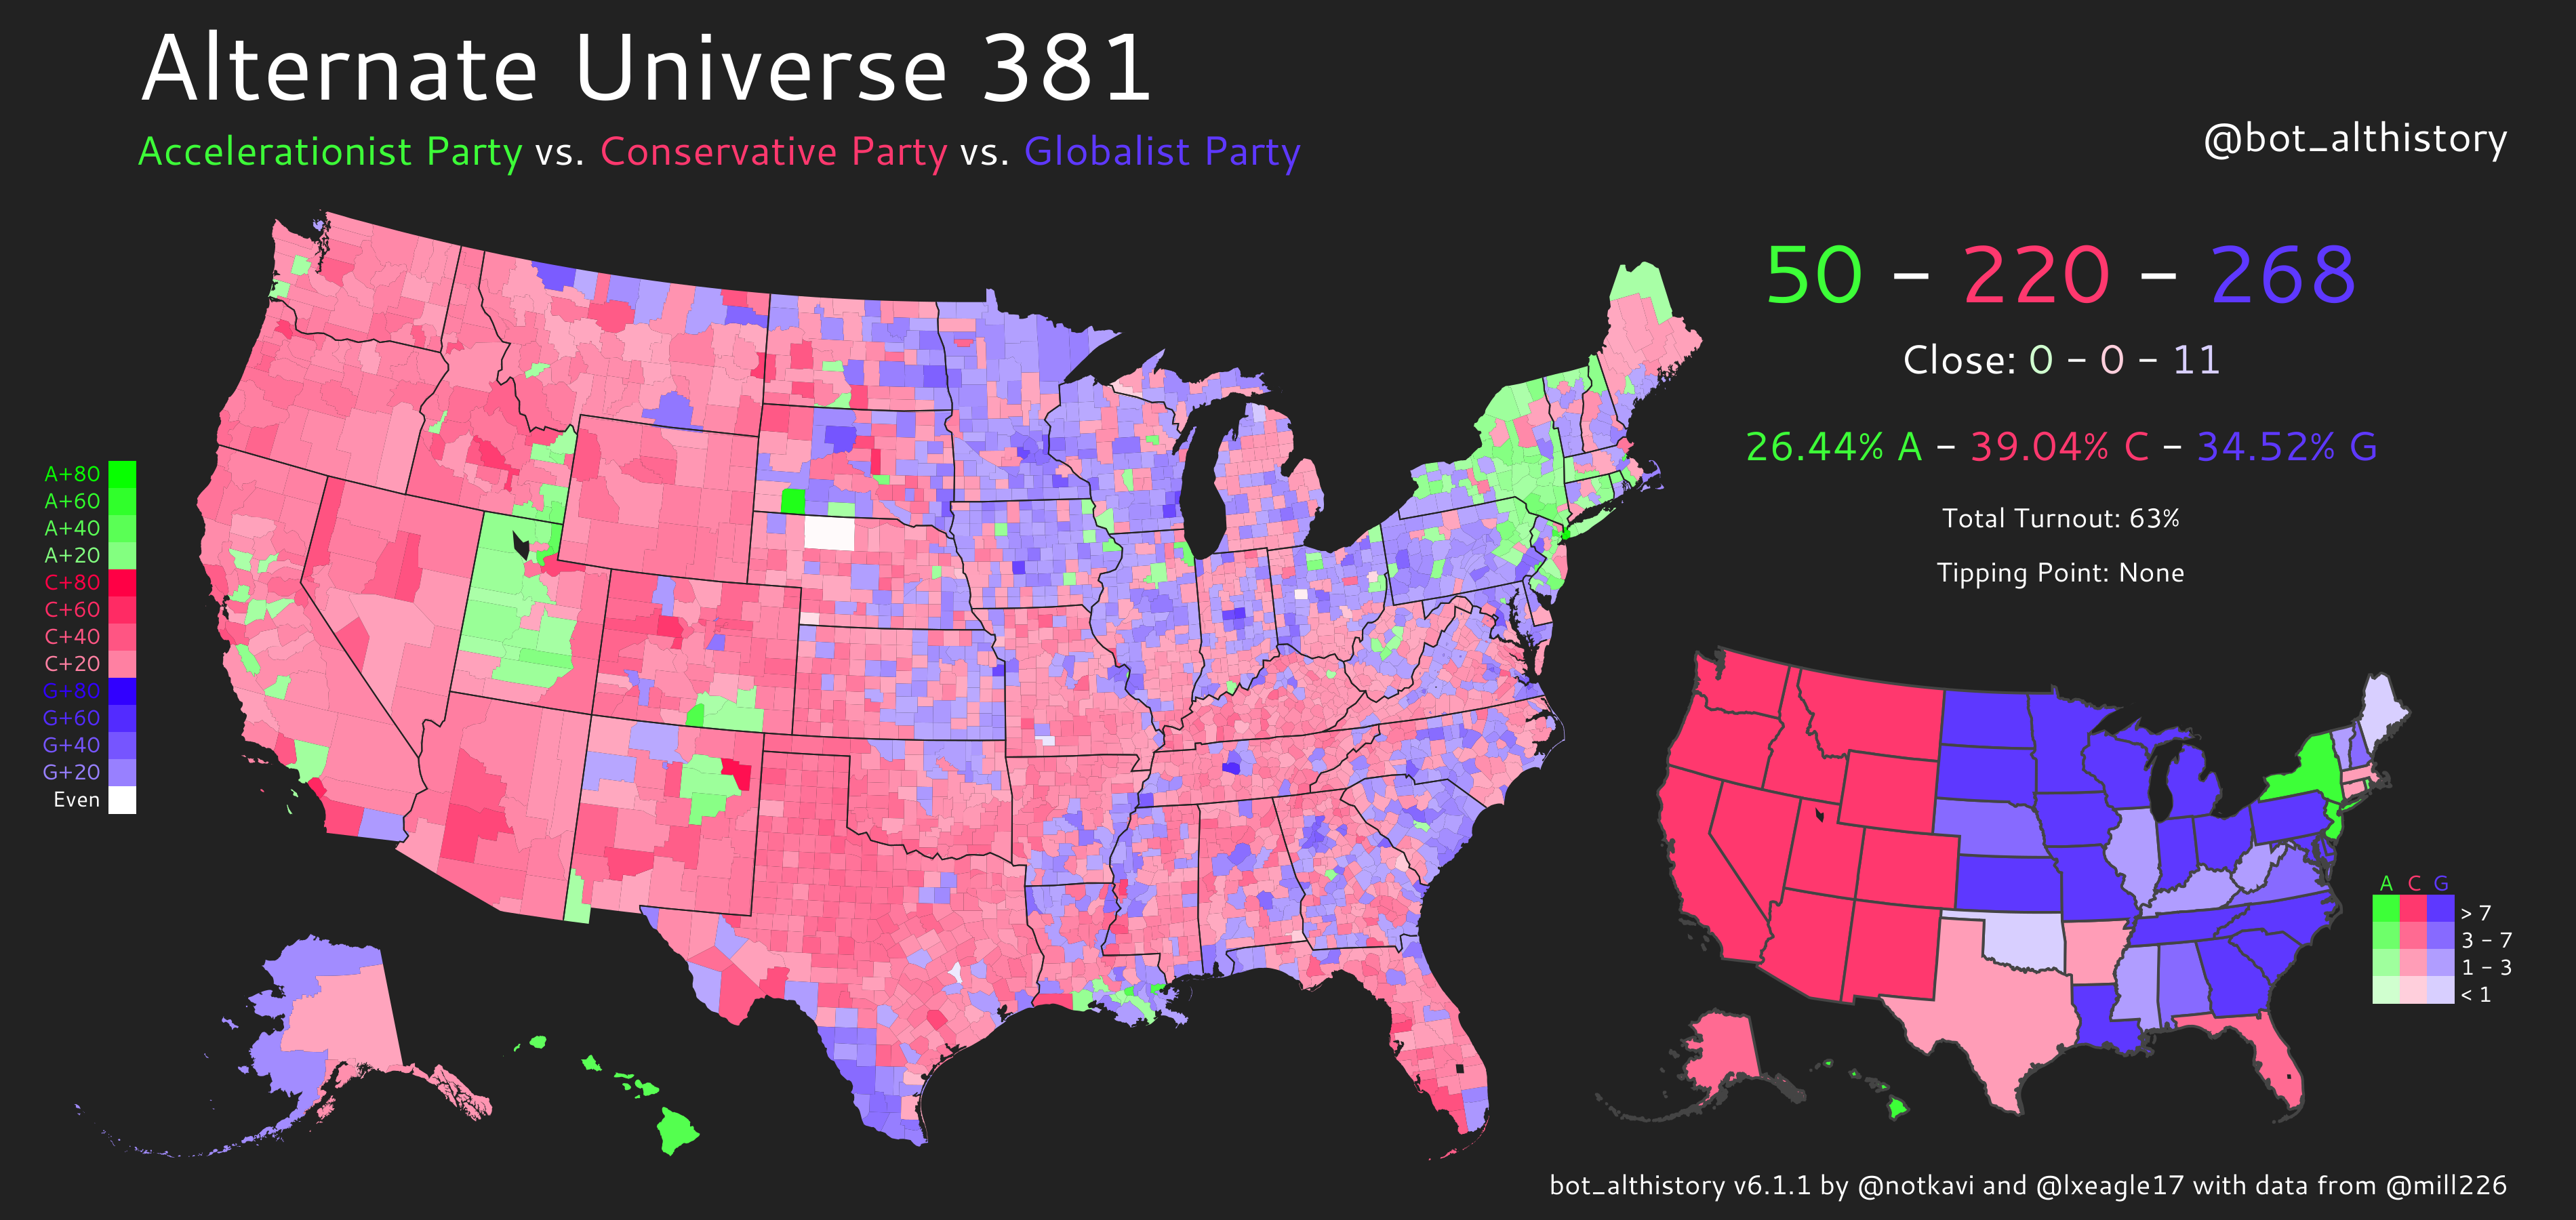 Alternate Universe 381
Accelerationist Party vs. Conservative Party vs. Globalist Party
@bot_althistory
50 – 220 – 268
Close: 0 – 0 – 11
26.44% A – 39.04% C – 34.52% G
Total Turnout: 63%
Tipping Point: None
A+80
A+60
A+40
A+20
C+80
C+60
C+40
C+20
G+80
G+60
G+40
G+20
Even
A C G
> 7
3 – 7
1 – 3
< 1
bot_althistory v6.1.1 by @notkavi and @lxeagle17 with data from @mill226